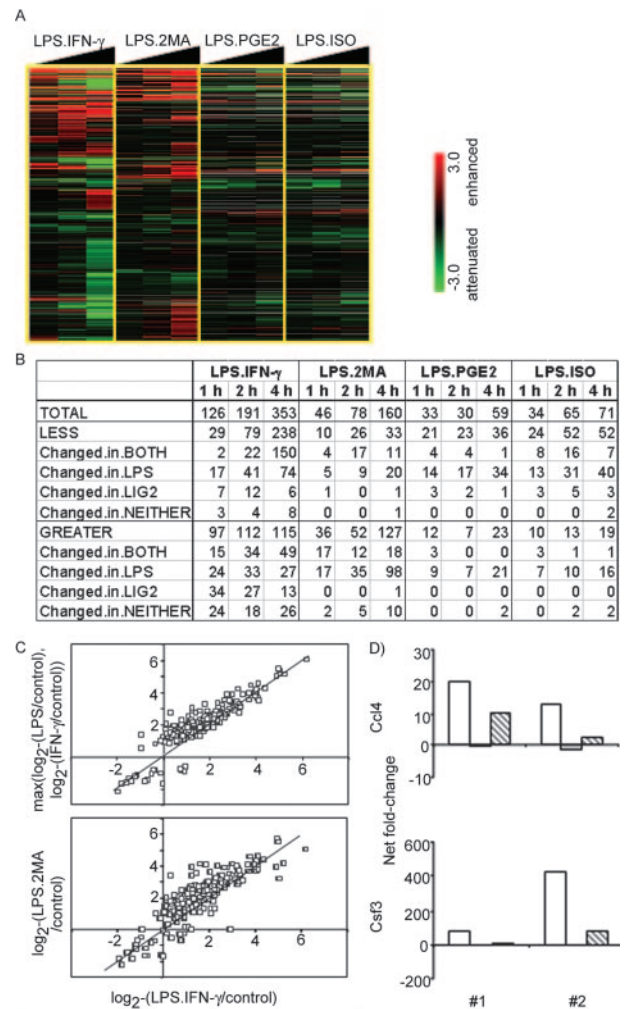 A
LPS.IFN-γ LPS.2MA LPS.PGE2 LPS.ISO
3.0
enhanced
-3.0
attenuated
B
LPS.IFN-γ LPS.2MA LPS.PGE2 LPS.ISO
1 h 2 h 4 h 1 h 2 h 4 h 1 h 2 h 4 h 1 h 2 h 4 h
TOTAL 126 191 353 46 78 160 33 30 59 34 65 71
LESS 29 79 238 10 26 33 21 23 36 24 52 52
Changed.in.BOTH 2 22 150 4 17 11 4 4 1 8 16 7
Changed.in.LPS 17 41 74 5 9 20 14 17 34 13 31 40
Changed.in.LIG2 7 12 6 1 0 1 3 2 1 3 5 3
Changed.in.NEITHER 3 4 8 0 0 1 0 0 0 0 0 2
GREATER 97 112 115 36 52 127 12 7 23 10 13 19
Changed.in.BOTH 15 34 49 17 12 18 3 0 0 3 1 1
Changed.in.LPS 24 33 27 17 35 98 9 7 21 7 10 16
Changed.in.LIG2 34 27 13 0 0 1 0 0 0 0 0 0
Changed.in.NEITHER 24 18 26 2 5 10 0 0 2 0 2 2
C
max(log2-(LPS/control),
log2-(IFN-γ/control))
6
4
2
-2 2 4 6
-2
log2-(LPS.2MA
/control)
6
4
2
-2 2 4 6
-2
log2-(LPS.IFN-γ/control)
D)
Net fold-change
Ccl4
30
20
10
0
-10
Csf3
600
400
200
0
-200
#1 #2